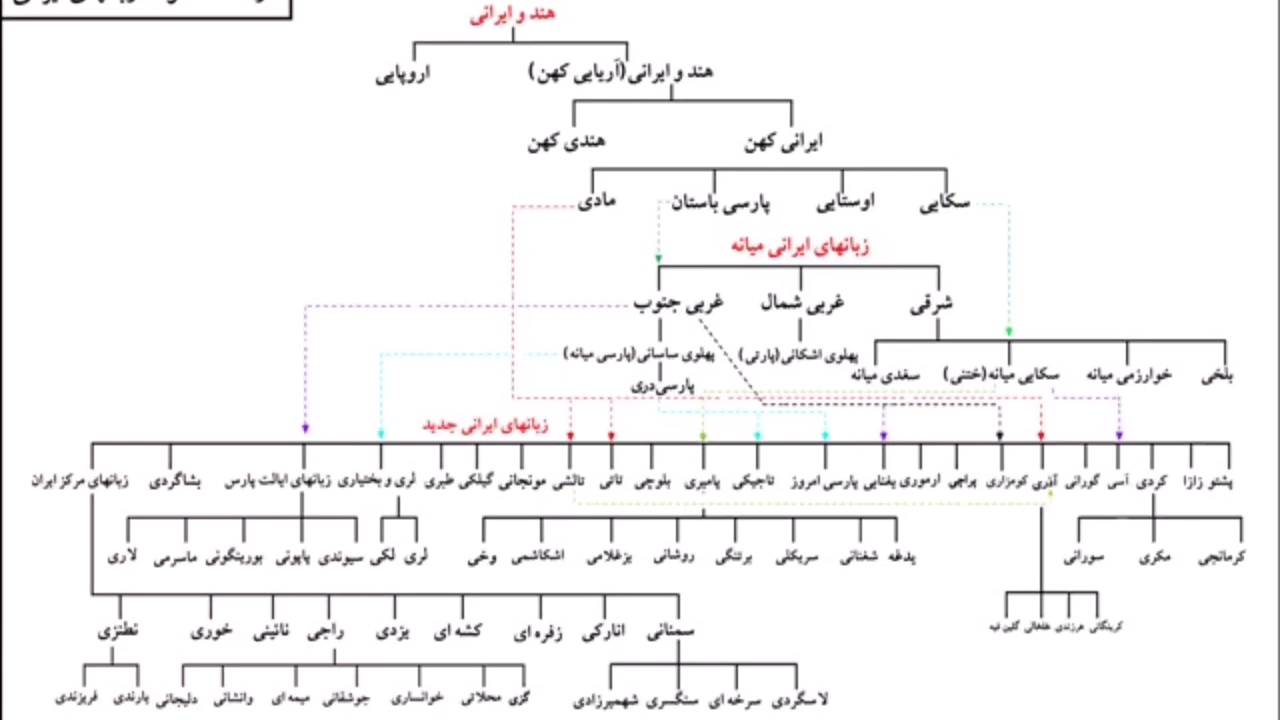 هند و ایرانی
هند و ایرانی(آریایی کهن) اروپایی
ایرانی کهن هندی کهن
سکایی اوستایی پارسی باستان مادی
زبانهای ایرانی میانه
شرقی غربی شمال غربی جنوب
پهلوی اشکانی(پارتی) پهلوی ساسانی(پارسی میانه)
بلخی خوارزمی میانه سکایی میانه(ختنی) سغدی میانه
پارسی دری
زبانهای ایرانی جدید
پشتو زازا کردی آسی گورانی آذری کومزاری پراچی ارموری یغنابی پارسی امروز تاجیکی پامیری بلوچی تاتی تالشی مونجانی گیلکی طبری لری و بختیاری زبانهای ایالت پارس بشاگردی زبانهای مرکز ایران
کرمانجی مکری سورانی یدغه شغنانی سریکلی برتنگی روشانی یزغلامی اشکاشمی وخی لری لکی سیوندی پاپونی بورینگونی ماسرمی لاری
کرینگانی هرزندی خلخالی گلین قیه
سمنانی انارکی زفره ای کشه ای یزدی راجی نائینی خوری نطنزی
لاسگردی سرخه ای سنگسری شهمیرزادی گزی محلاتی خوانساری جوشقانی میمه ای وانشانی دلیجانی یارندی فریزندی